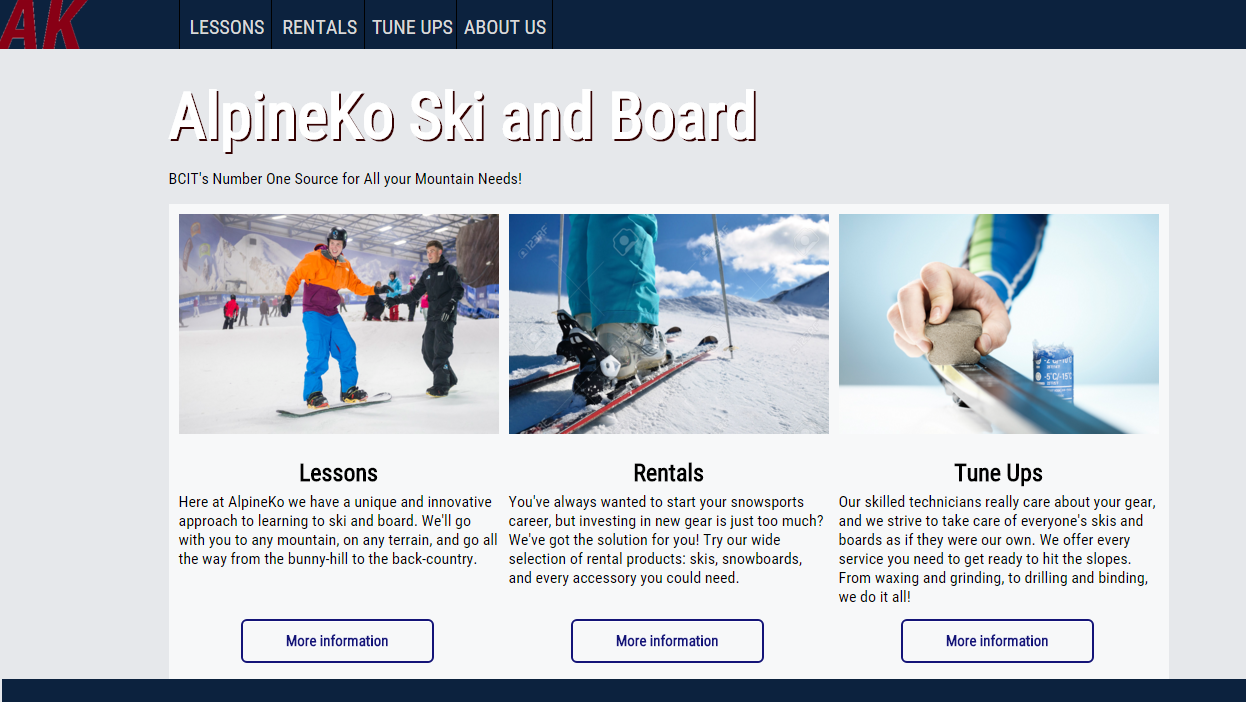 AK
LESSONS RENTALS TUNE UPS ABOUT US
AlpineKo Ski and Board
BCIT's Number One Source for All your Mountain Needs!
123RF
-5°C/-15°C
Lessons
Here at AlpineKo we have a unique and innovative
approach to learning to ski and board. We'll go
with you to any mountain, on any terrain, and go all
the way from the bunny-hill to the back-country.
More information
Rentals
You've always wanted to start your snowsports
career, but investing in new gear is just too much?
We've got the solution for you! Try our wide
selection of rental products: skis, snowboards,
and every accessory you could need.
More information
Tune Ups
Our skilled technicians really care about your gear,
and we strive to take care of everyone's skis and
boards as if they were our own. We offer every
service you need to get ready to hit the slopes.
From waxing and grinding, to drilling and binding,
we do it all!
More information